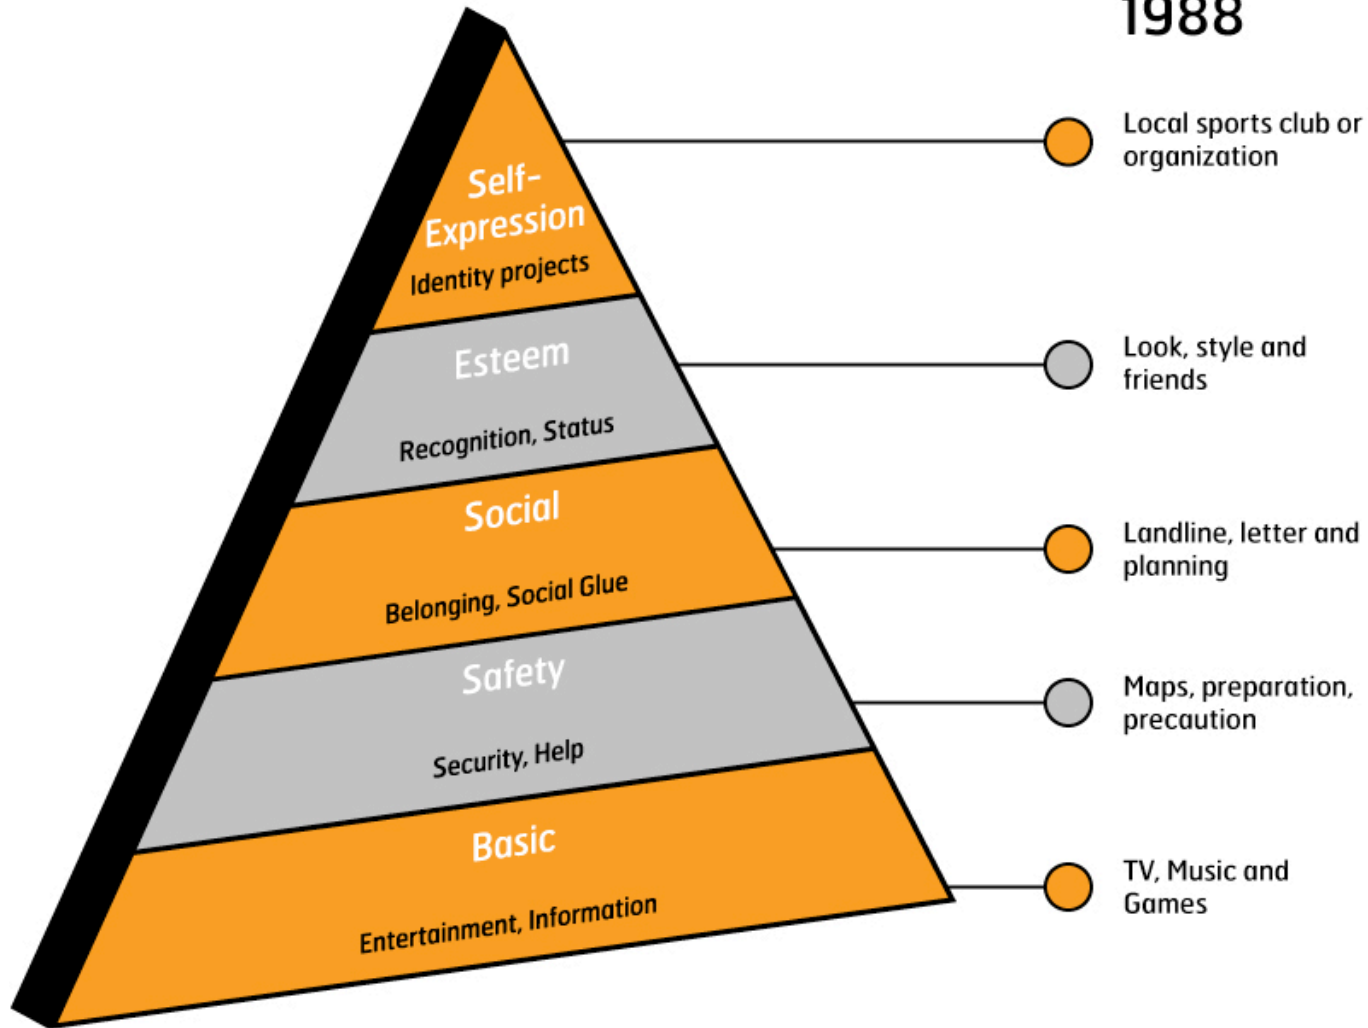 1988
Self-
Expression
Identity projects
Local sports club or
organization
Esteem
Recognition, Status
Look, style and
friends
Social
Belonging, Social Glue
Landline, letter and
planning
Safety
Security, Help
Maps, preparation,
precaution
Basic
Entertainment, Information
TV, Music and
Games